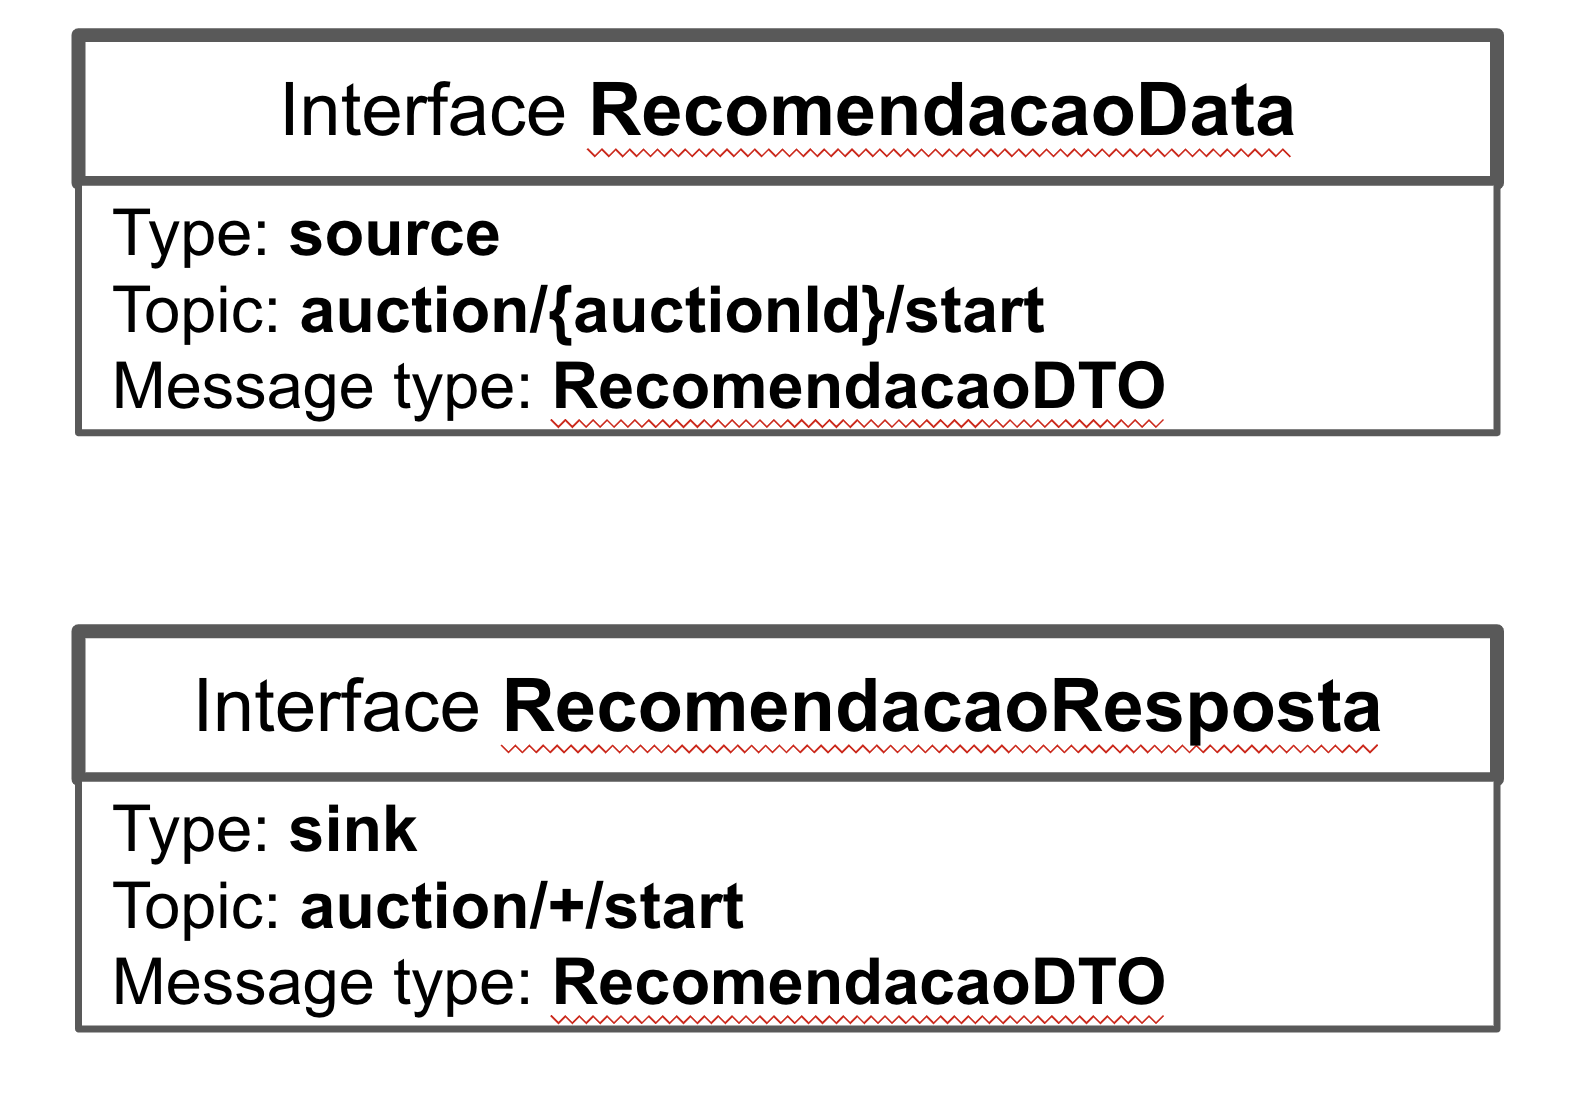 Interface RecomendacaoData
Type: source
Topic: auction/{auctionId}/start
Message type: RecomendacaoDTO
Interface RecomendacaoResposta
Type: sink
Topic: auction/+/start
Message type: RecomendacaoDTO